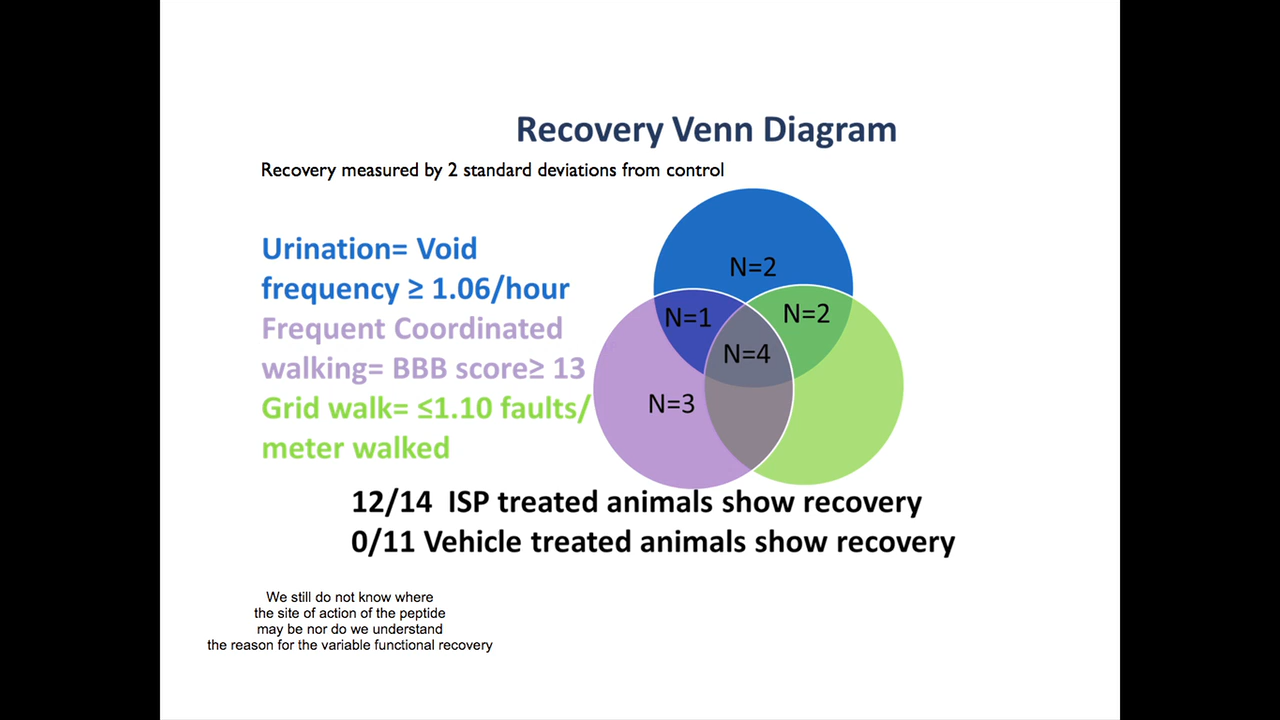 Recovery Venn Diagram
Recovery measured by 2 standard deviations from control
Urination= Void
frequency ≥ 1.06/hour
Frequent Coordinated
walking= BBB score≥ 13
Grid walk= ≤1.10 faults/
meter walked
N=2
N=1
N=2
N=4
N=3
12/14 ISP treated animals show recovery
0/11 Vehicle treated animals show recovery
We still do not know where
the site of action of the peptide
may be nor do we understand
the reason for the variable functional recovery